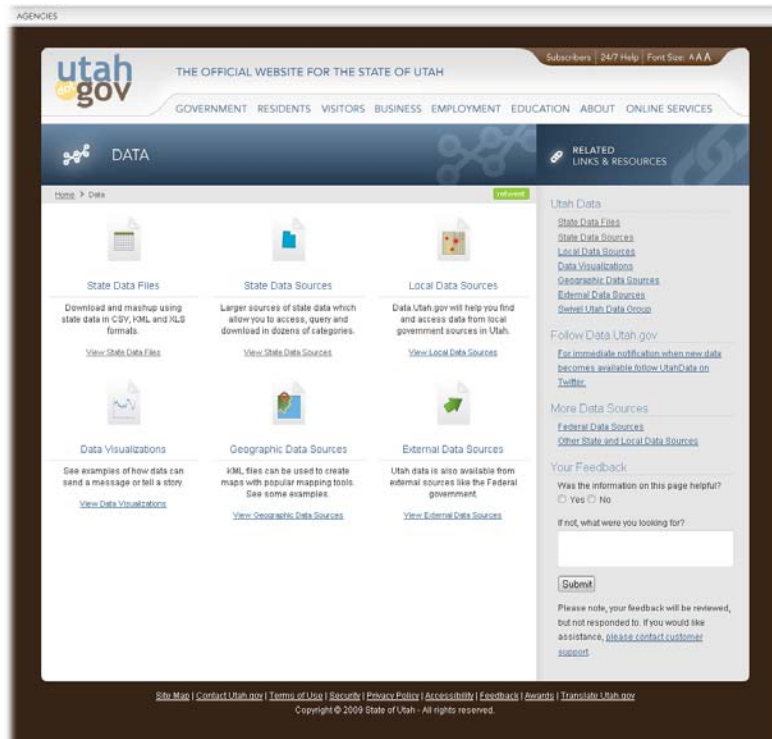 AGENCIES
Subscribers | 24/7 Help | Font Size: A A A
utah
dot
gov
THE OFFICIAL WEBSITE FOR THE STATE OF UTAH
GOVERNMENT RESIDENTS VISITORS BUSINESS EMPLOYMENT EDUCATION ABOUT ONLINE SERVICES
DATA
RELATED
LINKS & RESOURCES
Home > Data
retweet
State Data Files
Download and mashup using
state data in CSV, KML and XLS
formats.
View State Data Files
State Data Sources
Larger sources of state data which
allow you to access, query and
download in dozens of categories.
View State Data Sources
Local Data Sources
Data.Utah.gov will help you find
and access data from local
government sources in Utah.
View Local Data Sources
Data Visualizations
See examples of how data can
send a message or tell a story.
View Data Visualizations
Geographic Data Sources
KML files can be used to create
maps with popular mapping tools.
See some examples.
View Geographic Data Sources
External Data Sources
Utah data is also available from
external sources like the Federal
government.
View External Data Sources
Utah Data
State Data Files
State Data Sources
Local Data Sources
Data Visualizations
Geographic Data Sources
External Data Sources
Swivel Utah Data Group
Follow Data.Utah.gov
For immediate notification when new data
becomes available,follow UtahData on
Twitter.
More Data Sources
Federal Data Sources
Other State and Local Data Sources
Your Feedback
Was the information on this page helpful?
Yes No
If not, what were you looking for?
Submit
Please note, your feedback will be reviewed,
but not responded to. If you would like
assistance, please contact customer
support.
Site Map | Contact Utah.gov | Terms of Use | Security | Privacy Policy | Accessibility | Feedback | Awards | Translate Utah.gov
Copyright © 2009 State of Utah - All rights reserved.